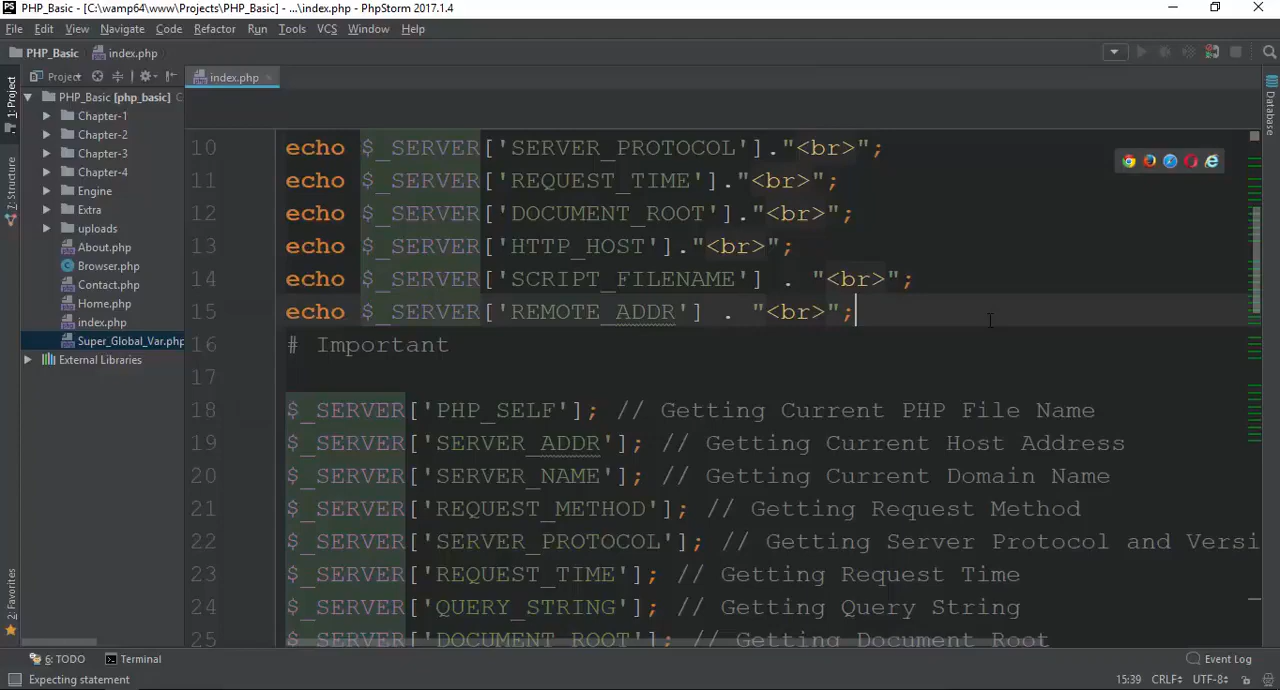 PHP_Basic - [C:\wamp64\www\Projects\PHP_Basic] - ...\index.php - PhpStorm 2017.1.4
File Edit View Navigate Code Refactor Run Tools VCS Window Help
PHP_Basic index.php
1: Project
7: Structure
2: Favorites
Project
PHP_Basic [php_basic]
Chapter-1
Chapter-2
Chapter-3
Chapter-4
Engine
Extra
uploads
About.php
Browser.php
Contact.php
Home.php
index.php
Super_Global_Var.php
External Libraries
index.php
10 echo $_SERVER['SERVER_PROTOCOL']."<br>";
11 echo $_SERVER['REQUEST_TIME']."<br>";
12 echo $_SERVER['DOCUMENT_ROOT']."<br>";
13 echo $_SERVER['HTTP_HOST']."<br>";
14 echo $_SERVER['SCRIPT_FILENAME'] . "<br>";
15 echo $_SERVER['REMOTE_ADDR'] . "<br>";
16 # Important
17
18 $_SERVER['PHP_SELF']; // Getting Current PHP File Name
19 $_SERVER['SERVER_ADDR']; // Getting Current Host Address
20 $_SERVER['SERVER_NAME']; // Getting Current Domain Name
21 $_SERVER['REQUEST_METHOD']; // Getting Request Method
22 $_SERVER['SERVER_PROTOCOL']; // Getting Server Protocol and Versi
23 $_SERVER['REQUEST_TIME']; // Getting Request Time
24 $_SERVER['QUERY_STRING']; // Getting Query String
25 $_SERVER['DOCUMENT_ROOT']; // Getting Document Root
Database
6: TODO Terminal Event Log
Expecting statement 15:39 CRLF UTF-8